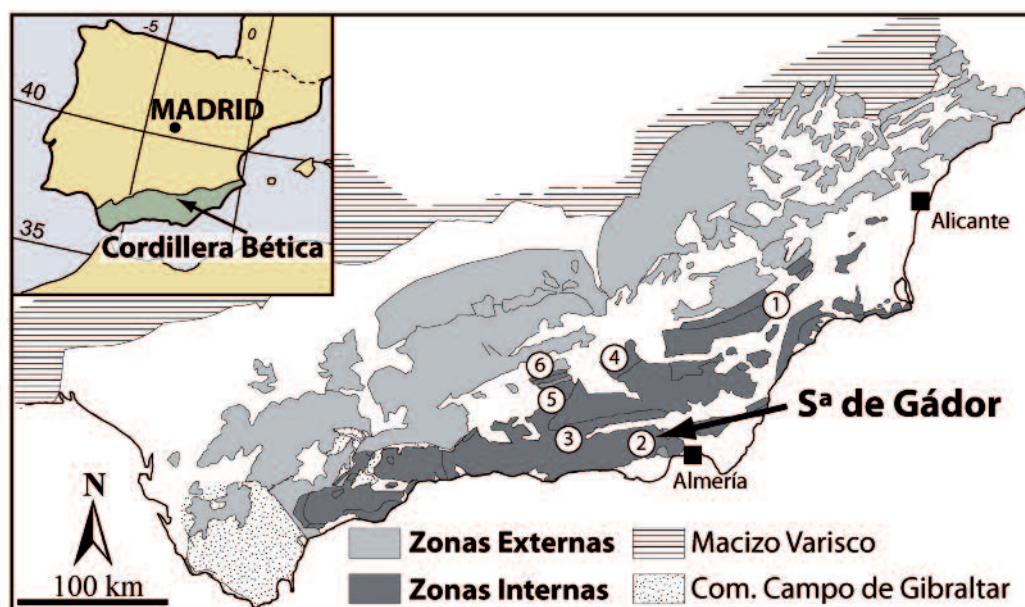 -5
0
40
MADRID
35
Cordillera Bética
Alicante
1
4
6
5
Sª de Gádor
3
2
Almería
N
100 km
Zonas Externas
Macizo Varisco
Zonas Internas
Com. Campo de Gibraltar